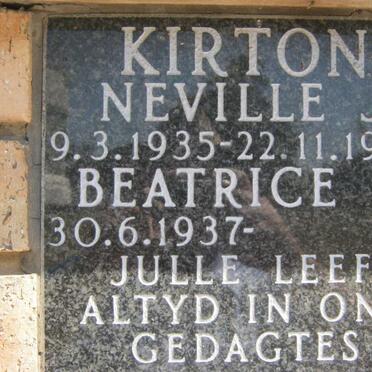 KIRTON
NEVILLE J
9.3.1935-22.11.19
BEATRICE
30.6.1937-
JULLE LEEF
ALTYD IN ON
GEDAGTES